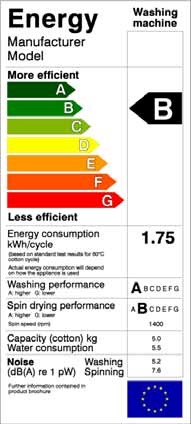 Energy
Washing
machine
Manufacturer
Model
More efficient
A
B
C
D
E
F
G
B
Less efficient
Energy consumption
kWh/cycle
1.75
(based on standard test results for 60°C
cotton cycle)
Actual energy consumption will depend
on how the appliance is used
Washing performance
A: higher G: lower
ABCDEFG
Spin drying performance
A: higher G: lower
ABCDEFG
Spin speed (rpm)
1400
Capacity (cotton) kg
5.0
Water consumption
5.5
Noise Washing
5.2
(dB(A) re 1 pW) Spinning
7.6
Further information contained in
product brochure